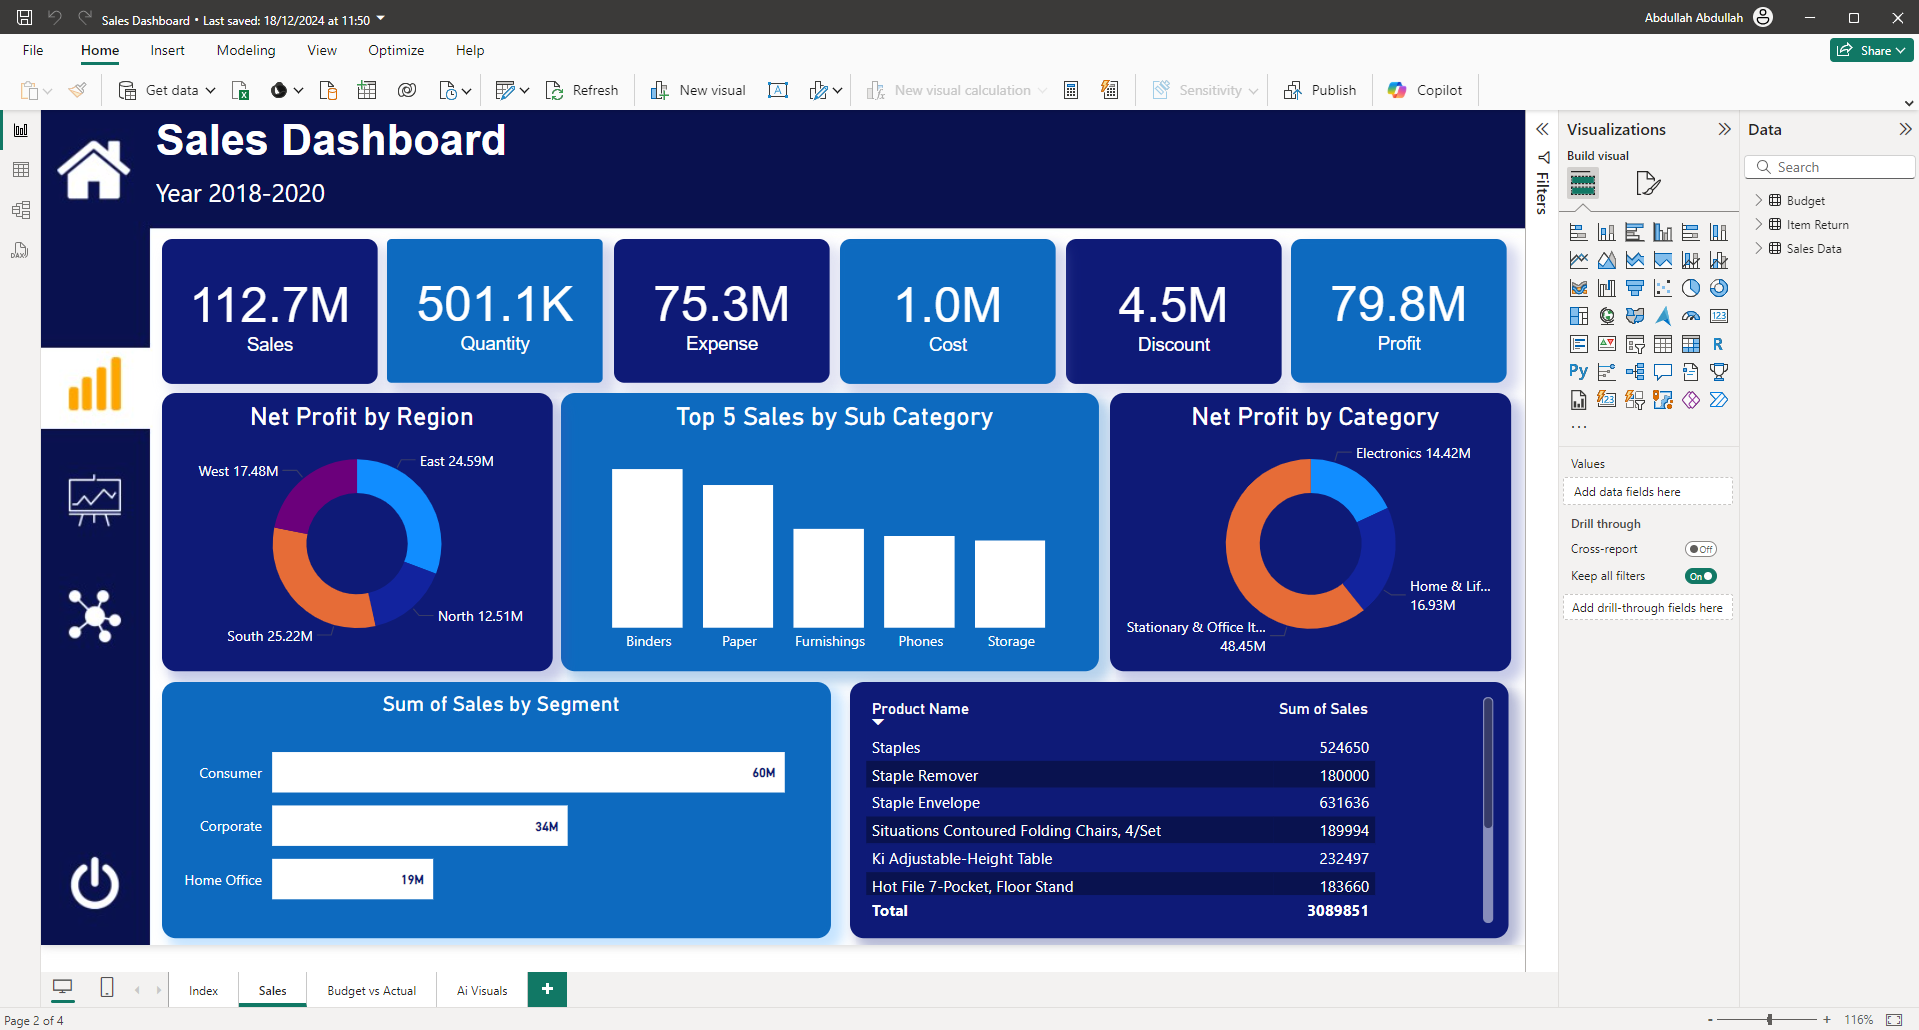 Sales Dashboard • Last saved: 18/12/2024 at 11:50
Abdullah Abdullah
File
Home
Insert
Modeling
View
Optimize
Help
Share
Get data
Refresh
New visual
New visual calculation
Sensitivity
Publish
Copilot
Sales Dashboard
Year 2018-2020
112.7M
Sales
501.1K
Quantity
75.3M
Expense
1.0M
Cost
4.5M
Discount
79.8M
Profit
Net Profit by Region
West 17.48M
East 24.59M
North 12.51M
South 25.22M
Top 5 Sales by Sub Category
Binders
Paper
Furnishings
Phones
Storage
Net Profit by Category
Electronics 14.42M
Home & Lif...
16.93M
Stationary & Office It...
48.45M
Sum of Sales by Segment
Consumer
60M
Corporate
34M
Home Office
19M
Product Name Sum of Sales
Staples 524650
Staple Remover 180000
Staple Envelope 631636
Situations Contoured Folding Chairs, 4/Set 189994
Ki Adjustable-Height Table 232497
Hot File 7-Pocket, Floor Stand 183660
Total 3089851
Filters
Visualizations
Build visual
123
R
Py
123
...
Values
Add data fields here
Drill through
Cross-report
Off
Keep all filters
On
Add drill-through fields here
Data
Search
Budget
Item Return
Sales Data
DAX
Index
Sales
Budget vs Actual
Ai Visuals
+
Page 2 of 4
- + 116%